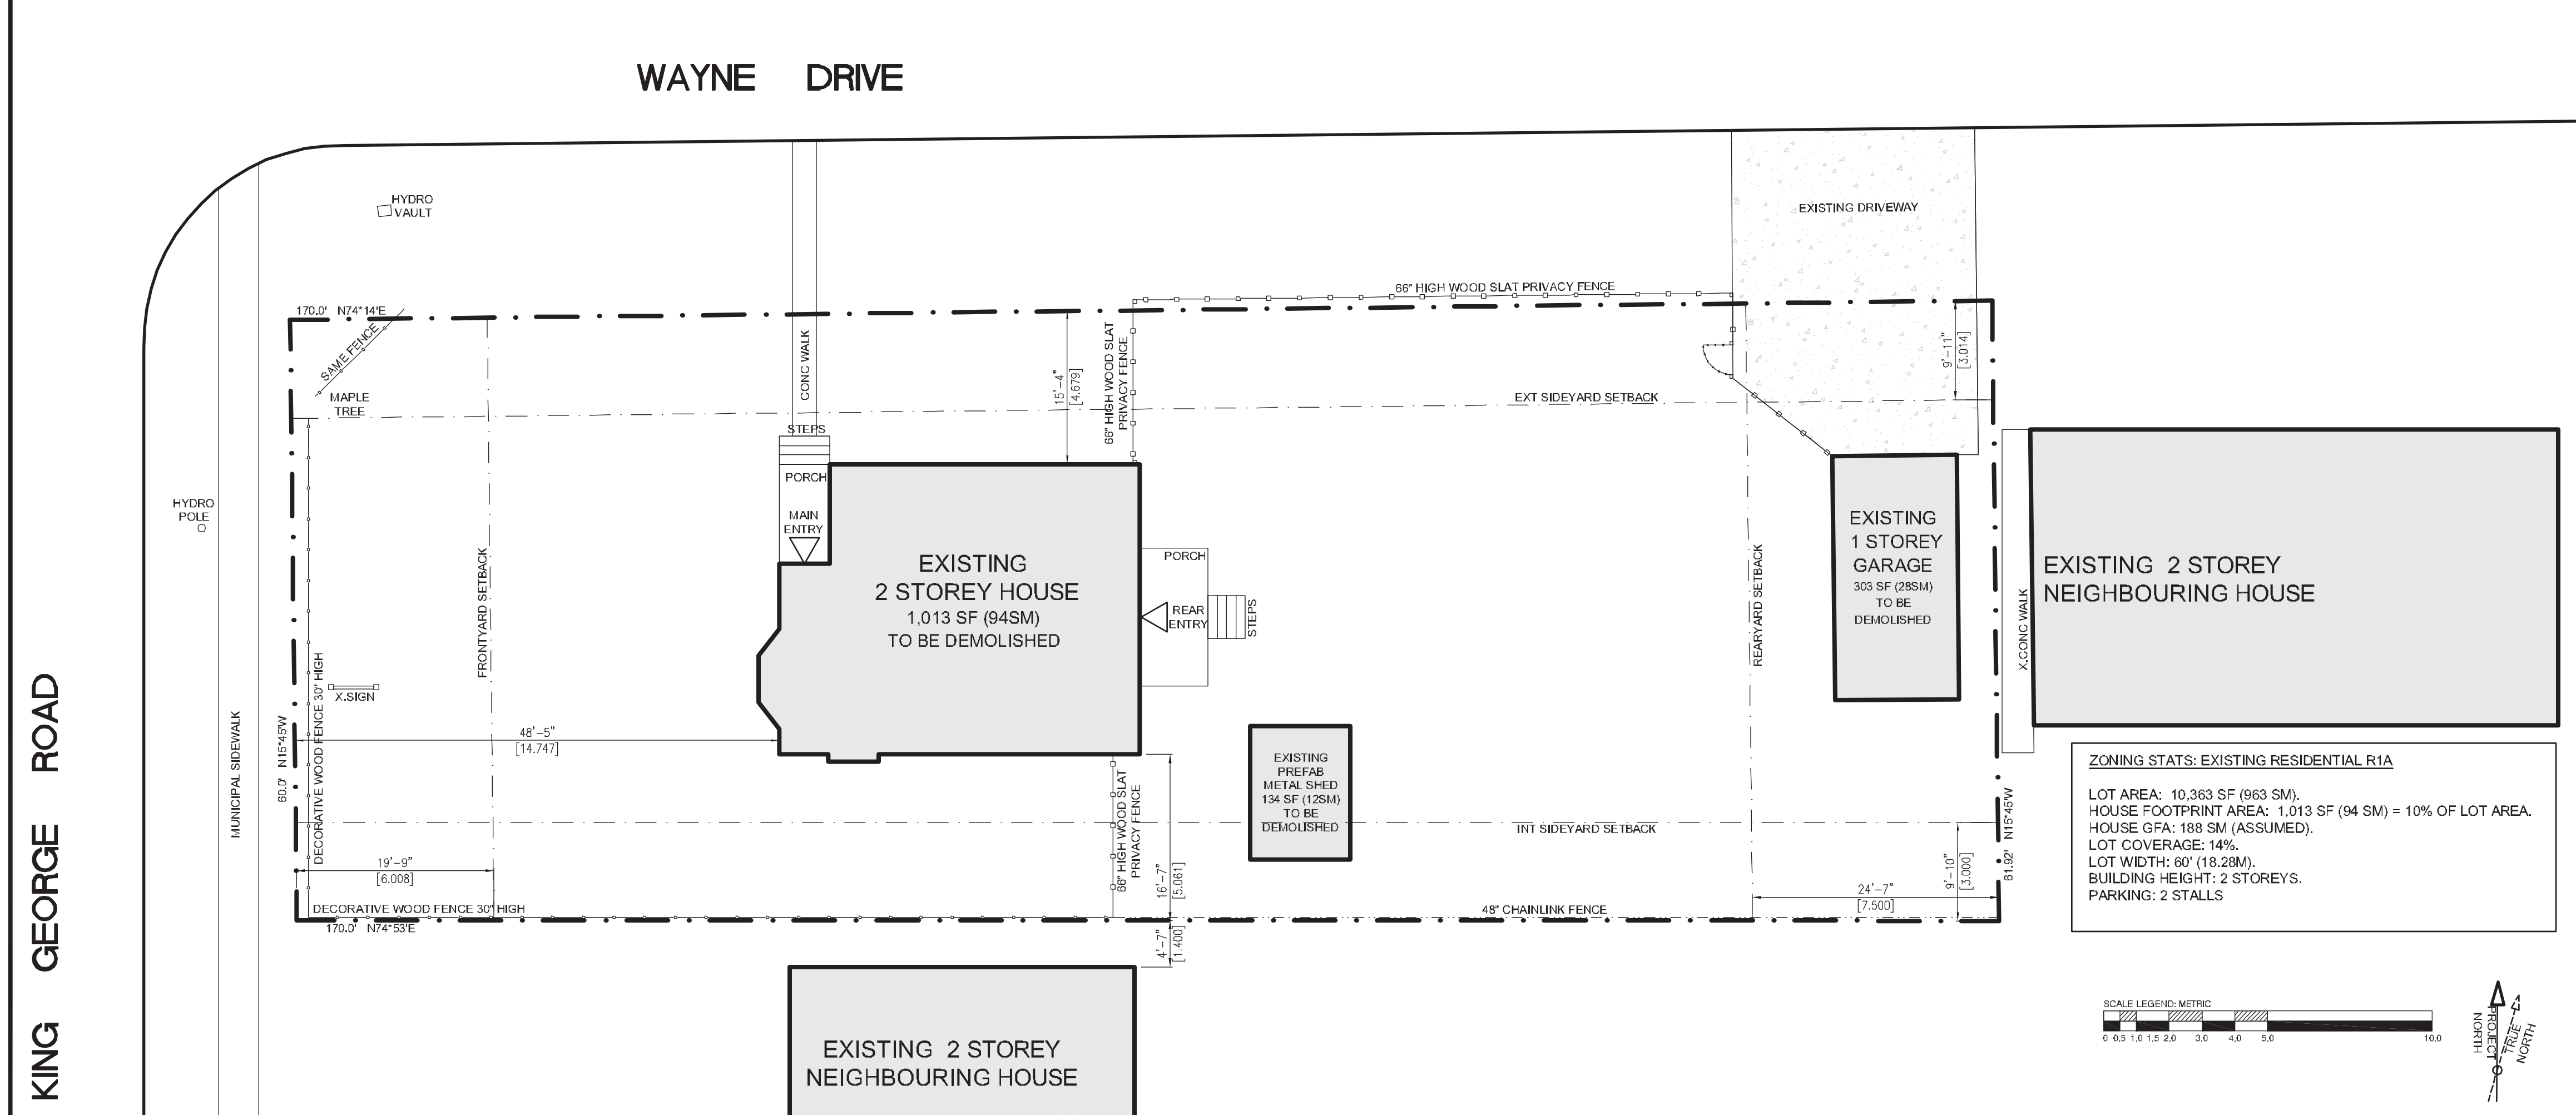 WAYNE DRIVE
KING GEORGE ROAD
HYDRO
VAULT
EXISTING DRIVEWAY
66" HIGH WOOD SLAT PRIVACY FENCE
170.0' N74°14'E
SAME FENCE
MAPLE
TREE
CONC WALK
15'-4"
[4.679]
66" HIGH WOOD SLAT
PRIVACY FENCE
9'-11"
[3.014]
EXT SIDEYARD SETBACK
STEPS
PORCH
MAIN
ENTRY
HYDRO
POLE
MUNICIPAL SIDEWALK
FRONTYARD SETBACK
EXISTING
2 STOREY HOUSE
1,013 SF (94SM)
TO BE DEMOLISHED
PORCH
REAR
ENTRY
STEPS
REARYARD SETBACK
EXISTING
1 STOREY
GARAGE
303 SF (28SM)
TO BE
DEMOLISHED
X.CONC WALK
EXISTING 2 STOREY
NEIGHBOURING HOUSE
DECORATIVE WOOD FENCE 30" HIGH
X.SIGN
60.0' N15°45'W
48'-5"
[14.747]
EXISTING
PREFAB
METAL SHED
134 SF (12SM)
TO BE
DEMOLISHED
66" HIGH WOOD SLAT
PRIVACY FENCE
INT SIDEYARD SETBACK
61.92' N15°45'W
19'-9"
[6.008]
16'-7"
[5.061]
9'-10"
[3.000]
24'-7"
[7.500]
DECORATIVE WOOD FENCE 30" HIGH
48" CHAINLINK FENCE
170.0' N74°53'E
4'-7"
[1.400]
EXISTING 2 STOREY
NEIGHBOURING HOUSE
ZONING STATS: EXISTING RESIDENTIAL R1A
LOT AREA: 10,363 SF (963 SM).
HOUSE FOOTPRINT AREA: 1,013 SF (94 SM) = 10% OF LOT AREA.
HOUSE GFA: 188 SM (ASSUMED).
LOT COVERAGE: 14%.
LOT WIDTH: 60' (18.28M).
BUILDING HEIGHT: 2 STOREYS.
PARKING: 2 STALLS
SCALE LEGEND: METRIC
0 0.5 1.0 1.5 2.0 3.0 4.0 5.0 10.0
PROJECT
NORTH
TRUE
NORTH